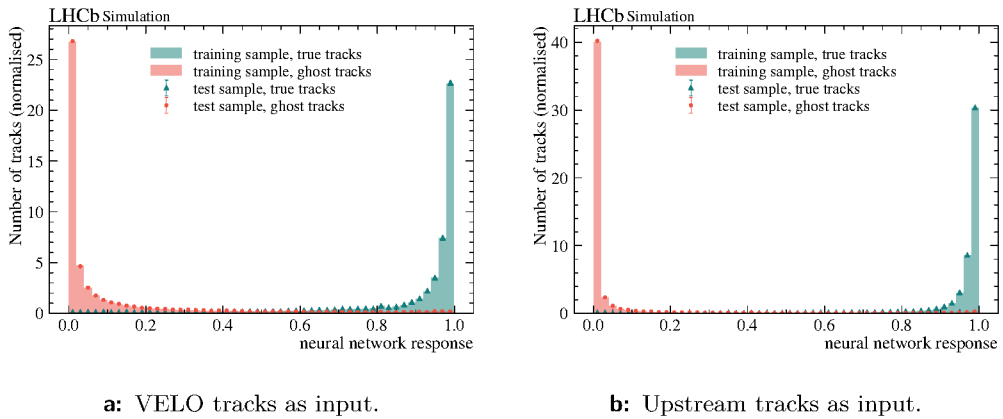 LHCb Simulation
Number of tracks (normalised)
25
20
15
10
5
0
training sample, true tracks
training sample, ghost tracks
test sample, true tracks
test sample, ghost tracks
0.0 0.2 0.4 0.6 0.8 1.0
neural network response
a: VELO tracks as input.
LHCb Simulation
Number of tracks (normalised)
40
30
20
10
0
training sample, true tracks
training sample, ghost tracks
test sample, true tracks
test sample, ghost tracks
0.0 0.2 0.4 0.6 0.8 1.0
neural network response
b: Upstream tracks as input.